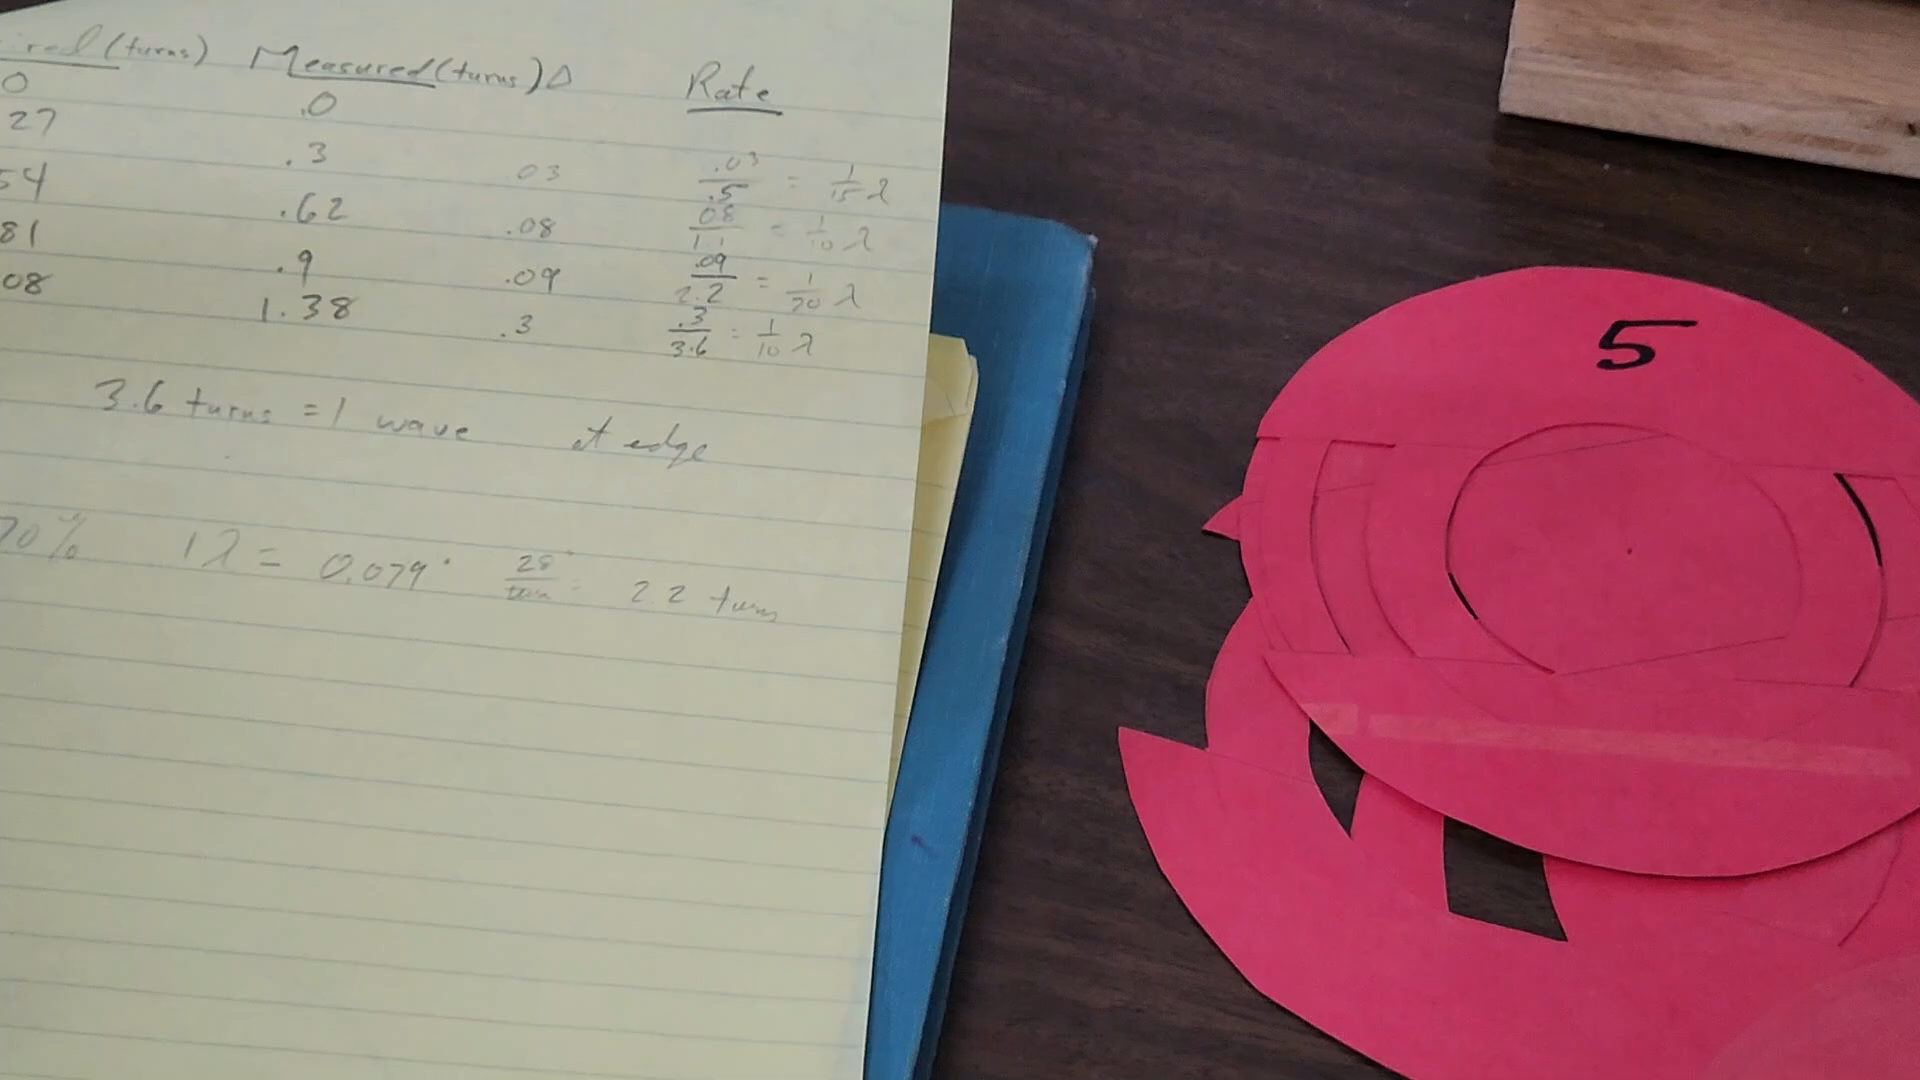 ired (turns) Measured (turns) Δ Rate
0 .0
27 .3 03 .03/.5 = 1/15 λ
54 .62 .08 08/1.1 = 1/10 λ
81 .9 .09 .09/2.2 = 1/20 λ
08 1.38 .3 .3/3.6 = 1/10 λ
3.6 turns = 1 wave at edge
70% 1λ = 0.079" 28"/turn = 2.2 turns
5